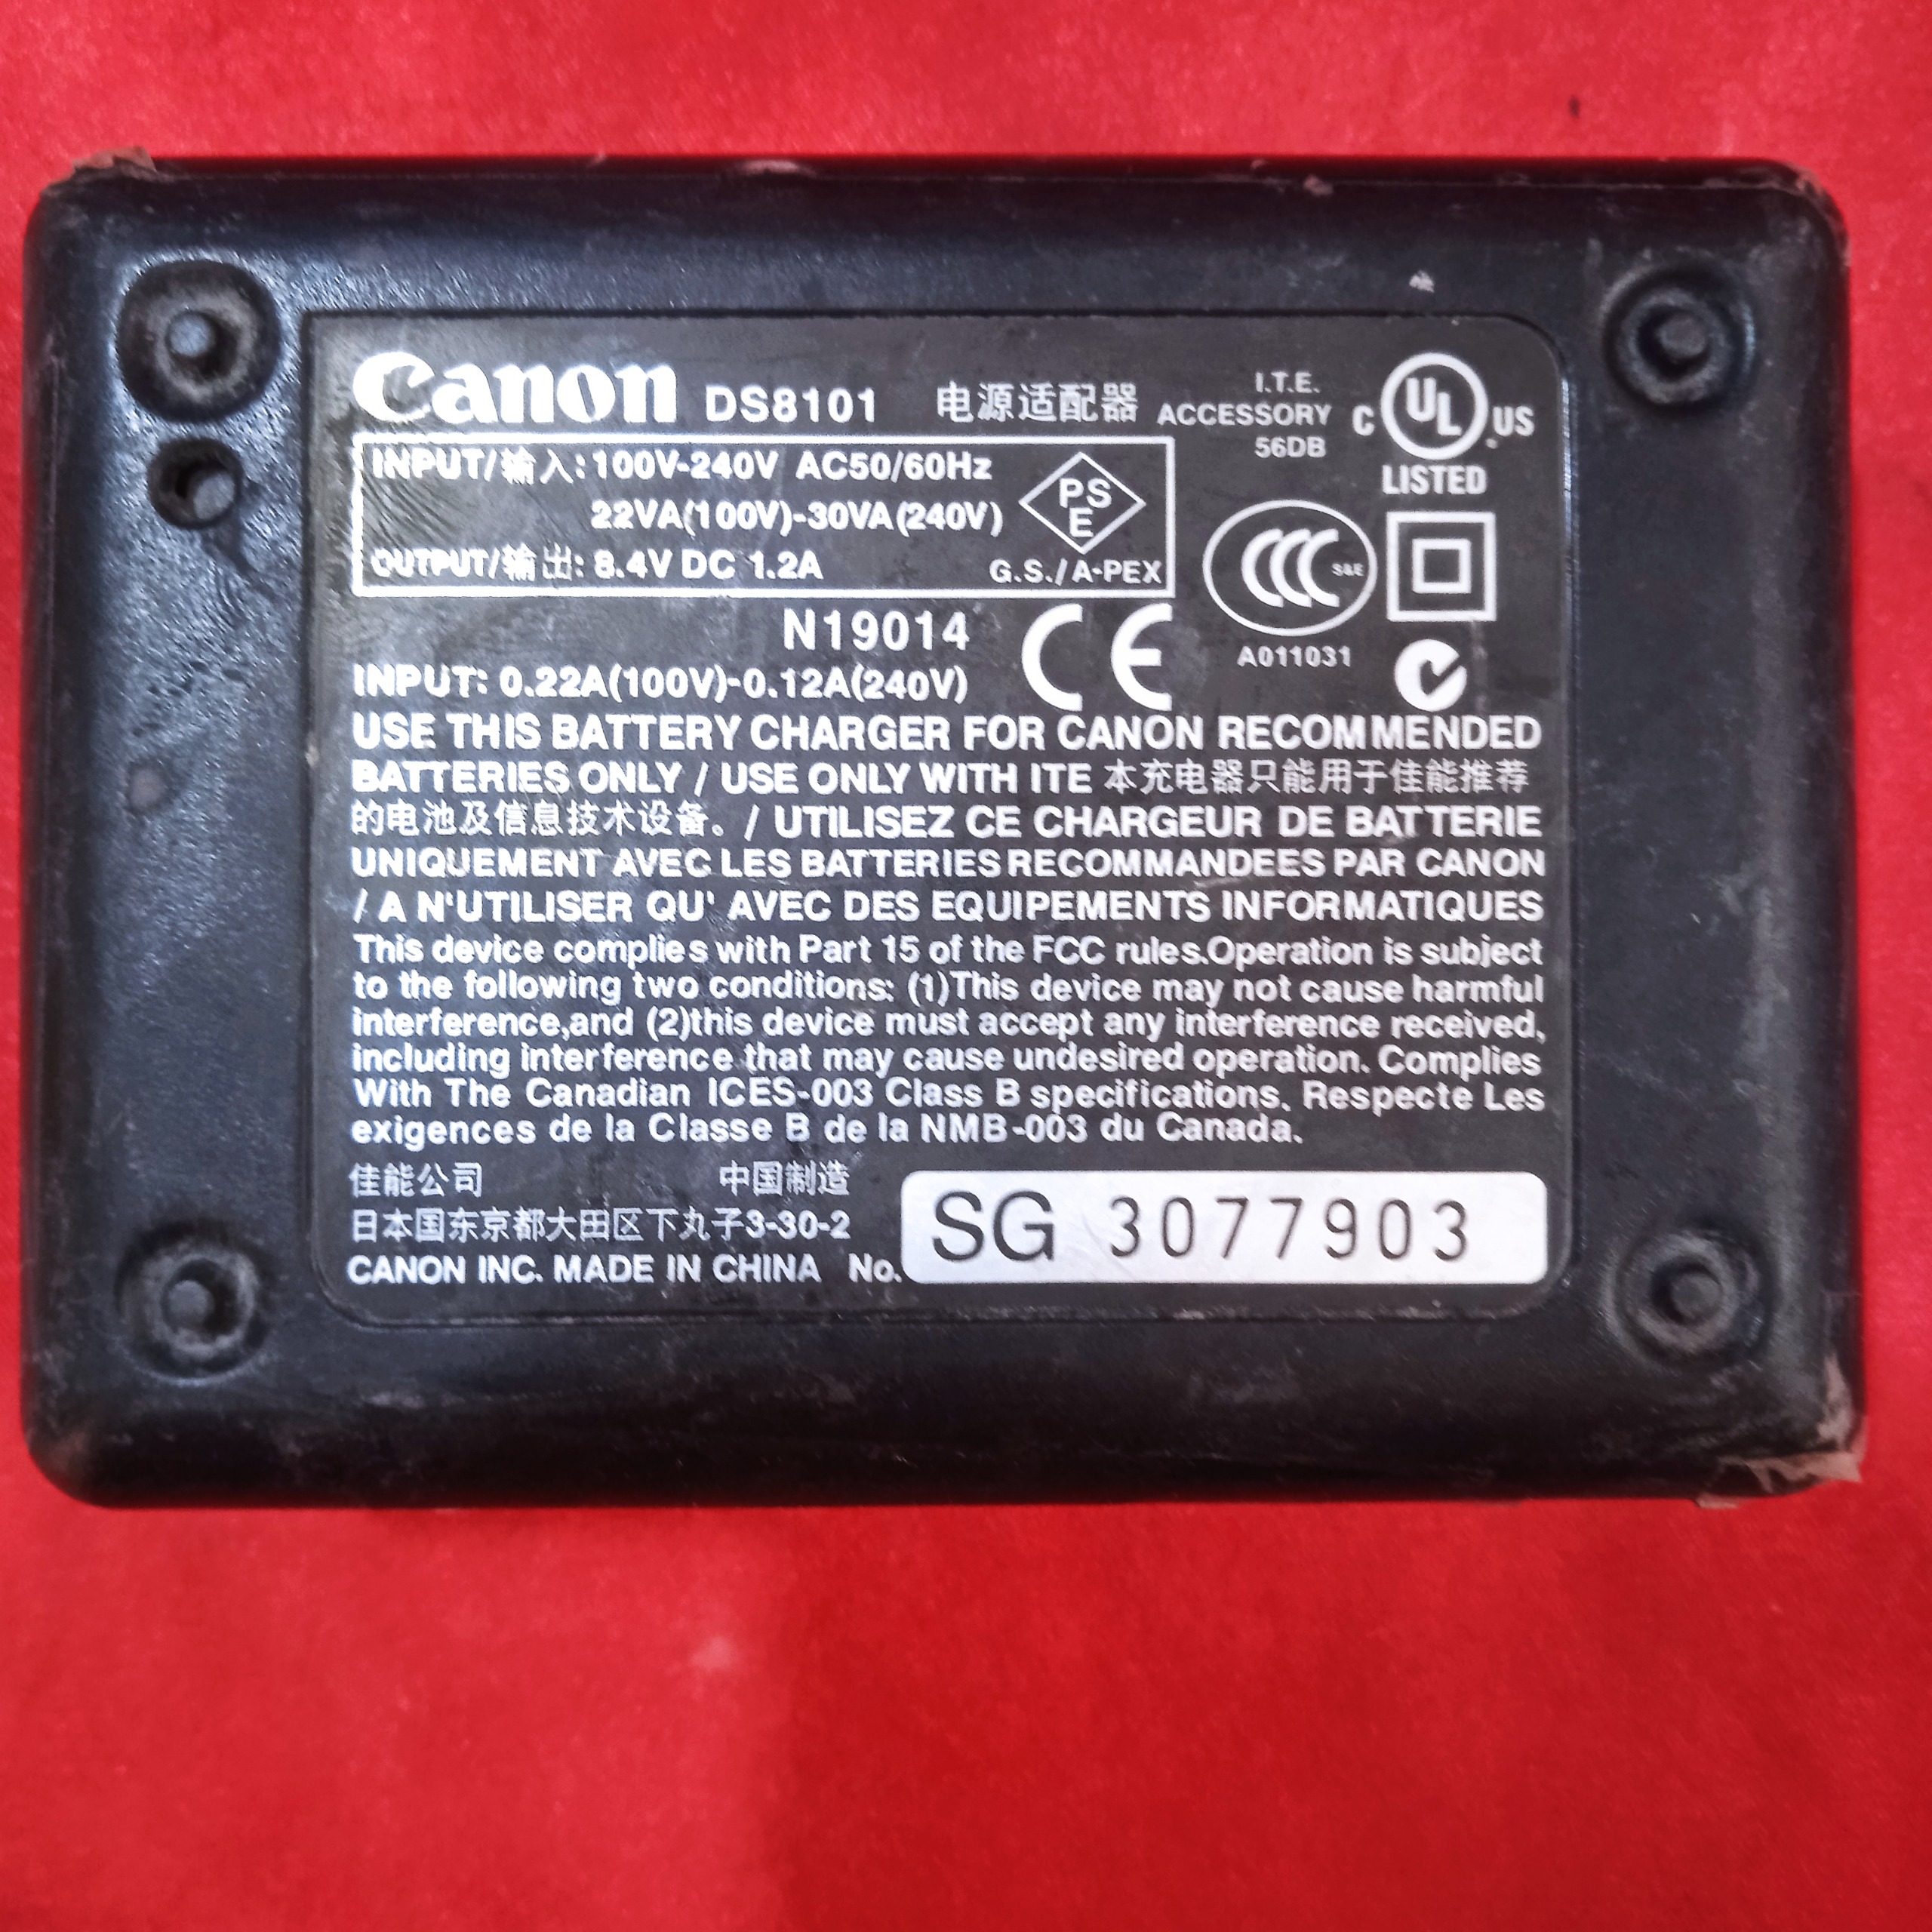 Canon DS8101 电源适配器 I.T.E. ACCESSORY 56DB C UL US LISTED
INPUT/输入: 100V-240V AC50/60Hz
22VA(100V)-30VA(240V)
PS E
OUTPUT/输出: 8.4V DC 1.2A G.S./A-PEX
CCC S&E
A011031
N19014 CE
INPUT: 0.22A(100V)-0.12A(240V)
USE THIS BATTERY CHARGER FOR CANON RECOMMENDED
BATTERIES ONLY / USE ONLY WITH ITE 本充电器只能用于佳能推荐
的电池及信息技术设备。/ UTILISEZ CE CHARGEUR DE BATTERIE
UNIQUEMENT AVEC LES BATTERIES RECOMMANDEES PAR CANON
/ A N'UTILISER QU' AVEC DES EQUIPEMENTS INFORMATIQUES
This device complies with Part 15 of the FCC rules.Operation is subject
to the following two conditions: (1)This device may not cause harmful
interference,and (2)this device must accept any interference received,
including interference that may cause undesired operation. Complies
With The Canadian ICES-003 Class B specifications. Respecte Les
exigences de la Classe B de la NMB-003 du Canada.
佳能公司 中国制造
日本国东京都大田区下丸子3-30-2
CANON INC. MADE IN CHINA No. SG 3077903